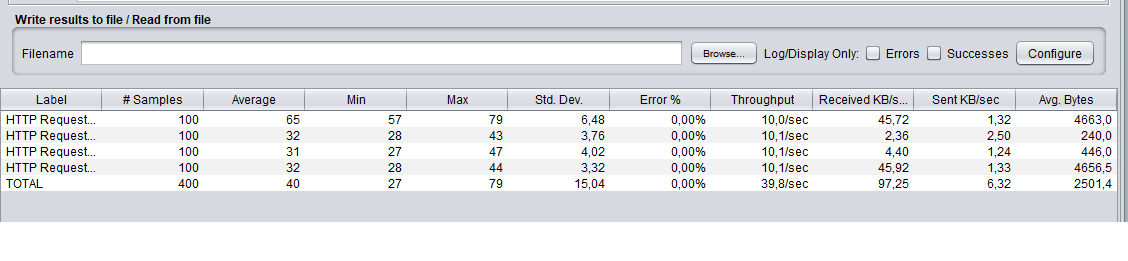 Write results to file / Read from file
Filename Browse... Log/Display Only: Errors Successes Configure
Label # Samples Average Min Max Std. Dev. Error % Throughput Received KB/s... Sent KB/sec Avg. Bytes
HTTP Request... 100 65 57 79 6,48 0,00% 10,0/sec 45,72 1,32 4663,0
HTTP Request... 100 32 28 43 3,76 0,00% 10,1/sec 2,36 2,50 240,0
HTTP Request... 100 31 27 47 4,02 0,00% 10,1/sec 4,40 1,24 446,0
HTTP Request... 100 32 28 44 3,32 0,00% 10,1/sec 45,92 1,33 4656,5
TOTAL 400 40 27 79 15,04 0,00% 39,8/sec 97,25 6,32 2501,4